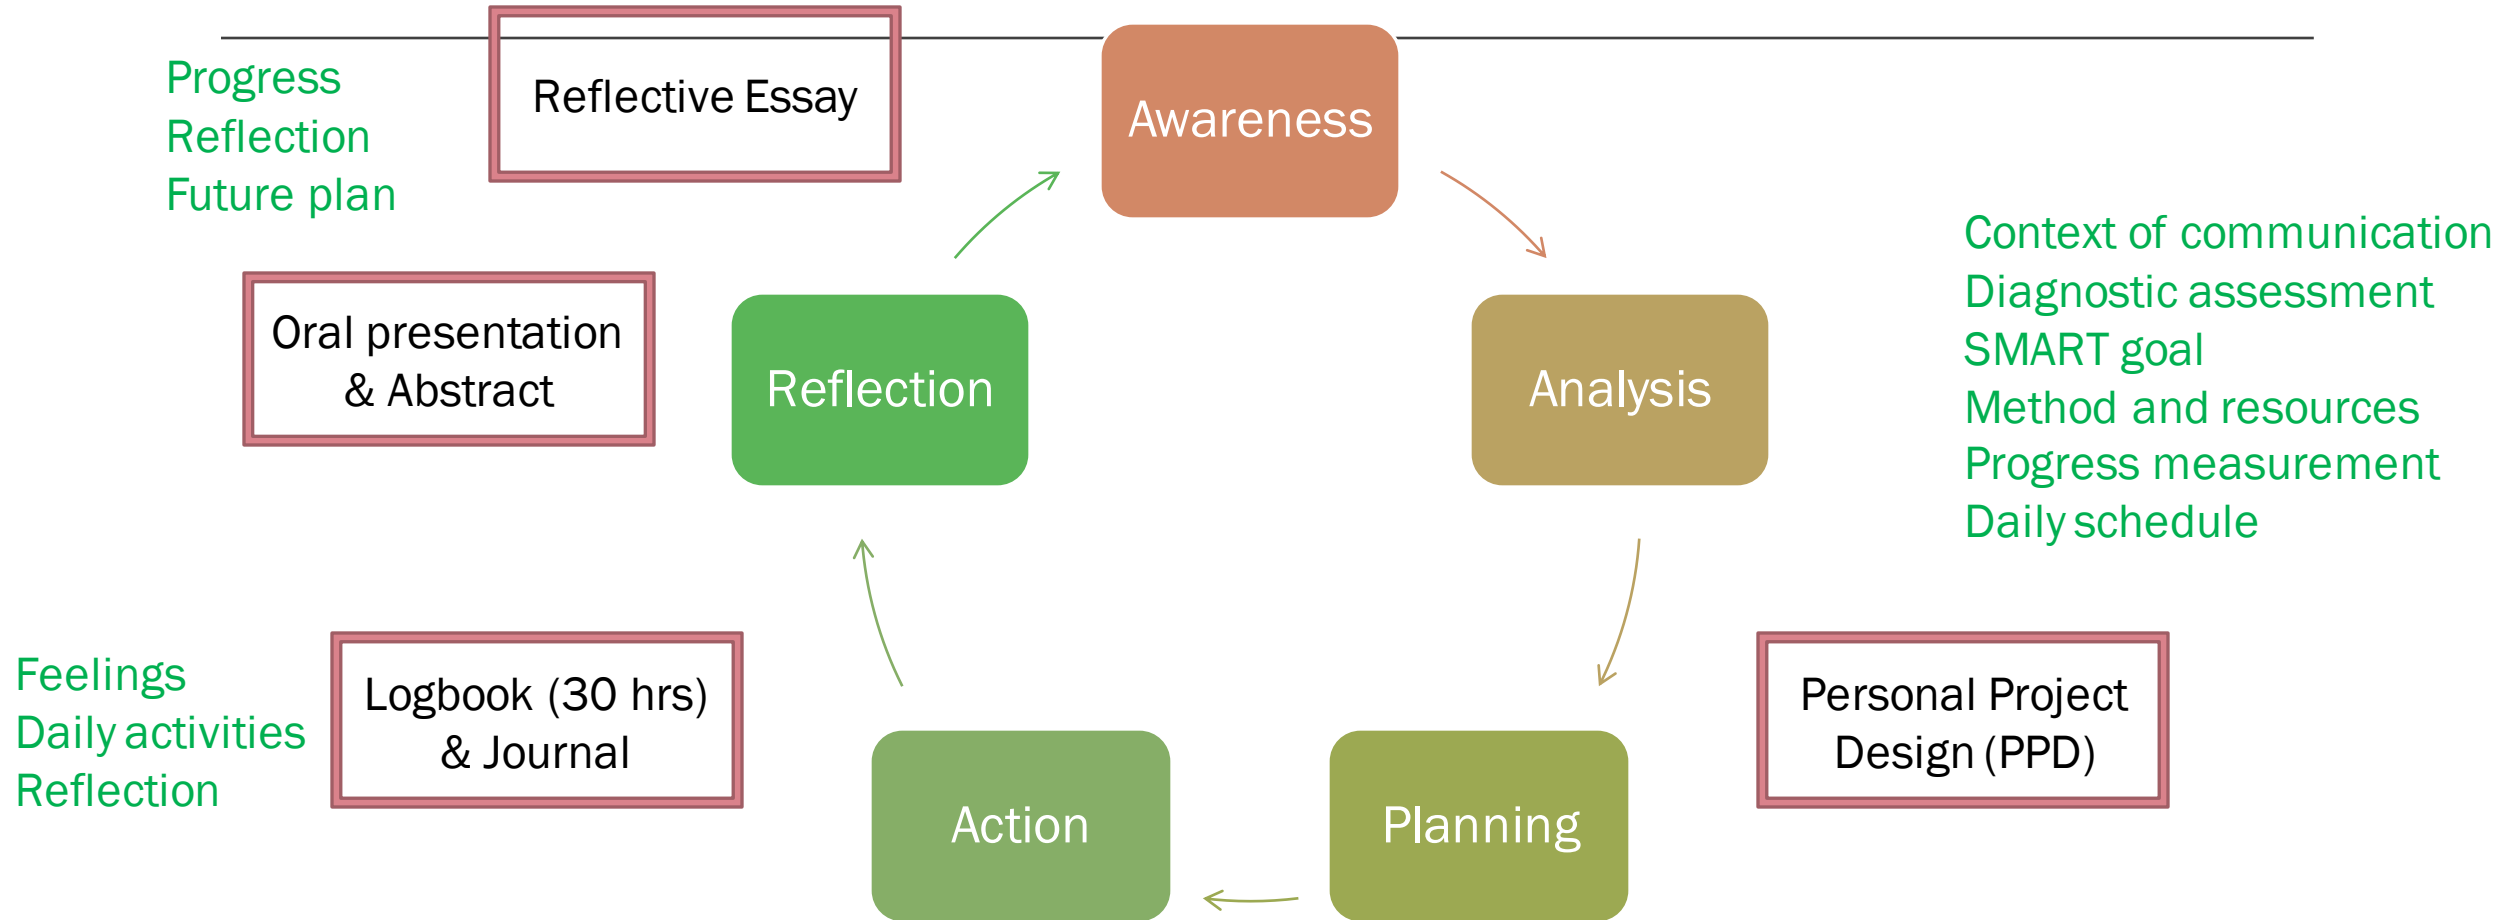 Progress
Reflection
Future plan
Reflective Essay
Awareness
Context of communication
Diagnostic assessment
SMART goal
Method and resources
Progress measurement
Daily schedule
Oral presentation
& Abstract
Reflection
Analysis
Feelings
Daily activities
Reflection
Logbook (30 hrs)
& Journal
Personal Project
Design (PPD)
Action
Planning